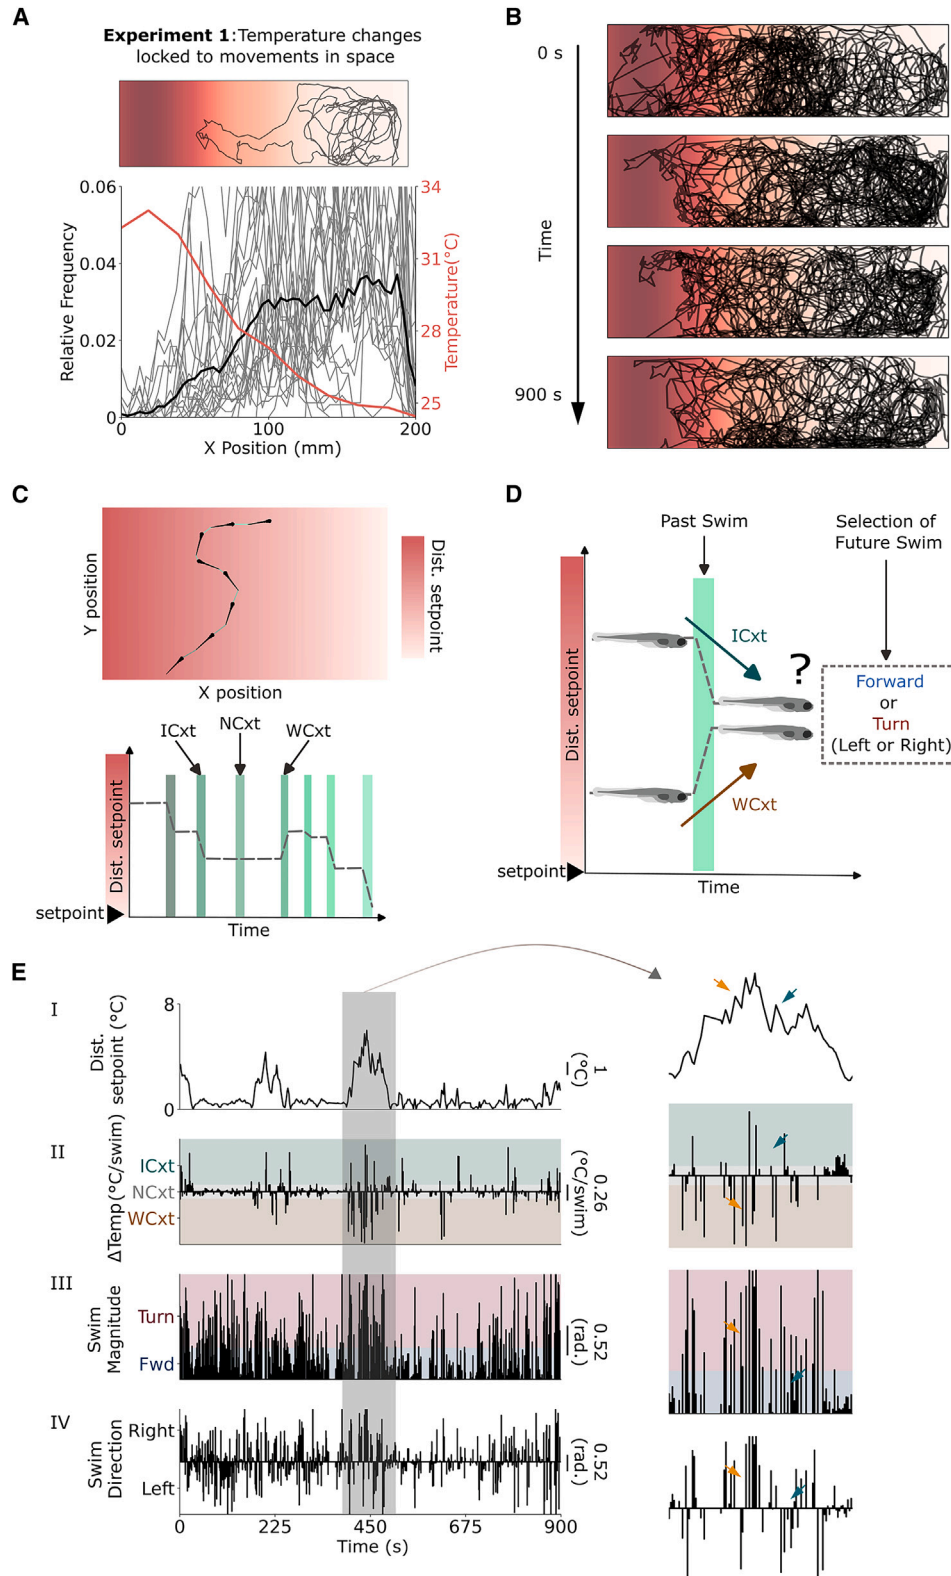 A
Experiment 1:Temperature changes
locked to movements in space
0.06
0.04
0.02
0
Relative Frequency
34
31
28
25
Temperature(°C)
0
100
200
X Position (mm)
B
0 s
Time
900 s
C
Y position
X position
Dist. setpoint
ICxt
NCxt
WCxt
Dist. setpoint
setpoint
Time
D
Past Swim
Selection of
Future Swim
ICxt
?
Forward
or
Turn
(Left or Right)
WCxt
Dist. setpoint
setpoint
Time
E
I
Dist.
setpoint (°C)
8
0
1
(°C)
II
ΔTemp (°C/swim)
ICxt
NCxt
WCxt
0.26
(°C/swim)
III
Swim
Magnitude
Turn
Fwd
0.52
(rad.)
IV
Swim
Direction
Right
Left
0.52
(rad.)
0
225
450
675
900
Time (s)